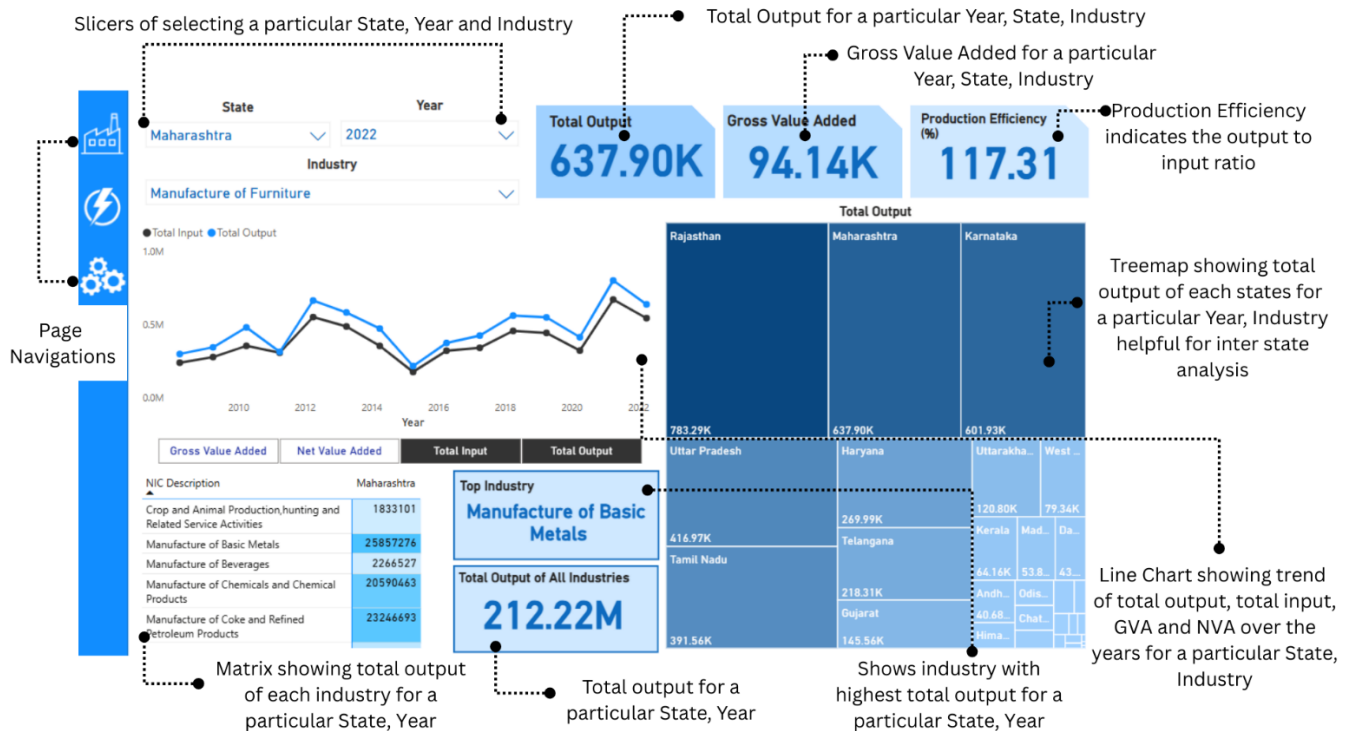 Slicers of selecting a particular State, Year and Industry
Total Output for a particular Year, State, Industry
Gross Value Added for a particular
Year, State, Industry
Production Efficiency
indicates the output to
input ratio
State
Year
Maharashtra
2022
Industry
Manufacture of Furniture
Total Output
637.90K
Gross Value Added
94.14K
Production Efficiency
(%)
117.31
Page
Navigations
Total Input
Total Output
1.0M
0.5M
0.0M
2010
2012
2014
2016
2018
2020
2022
Year
Gross Value Added
Net Value Added
Total Input
Total Output
NIC Description
Maharashtra
Crop and Animal Production,hunting and
Related Service Activities
1833101
Manufacture of Basic Metals
25857276
Manufacture of Beverages
2266527
Manufacture of Chemicals and Chemical
Products
20590463
Manufacture of Coke and Refined
Petroleum Products
23246693
Top Industry
Manufacture of Basic
Metals
Total Output of All Industries
212.22M
Total Output
Rajasthan
783.29K
Maharashtra
637.90K
Karnataka
601.93K
Uttar Pradesh
416.97K
Tamil Nadu
391.56K
Haryana
269.99K
Telangana
218.31K
Gujarat
145.56K
Uttarakha...
120.80K
West ...
79.34K
Kerala
64.16K
Mad...
53.8...
Da...
43...
Andh...
40.68...
Odis...
Chat...
Hima...
Treemap showing total
output of each states for
a particular Year, Industry
helpful for inter state
analysis
Line Chart showing trend
of total output, total input,
GVA and NVA over the
years for a particular State,
Industry
Matrix showing total output
of each industry for a
particular State, Year
Total output for a
particular State, Year
Shows industry with
highest total output for a
particular State, Year